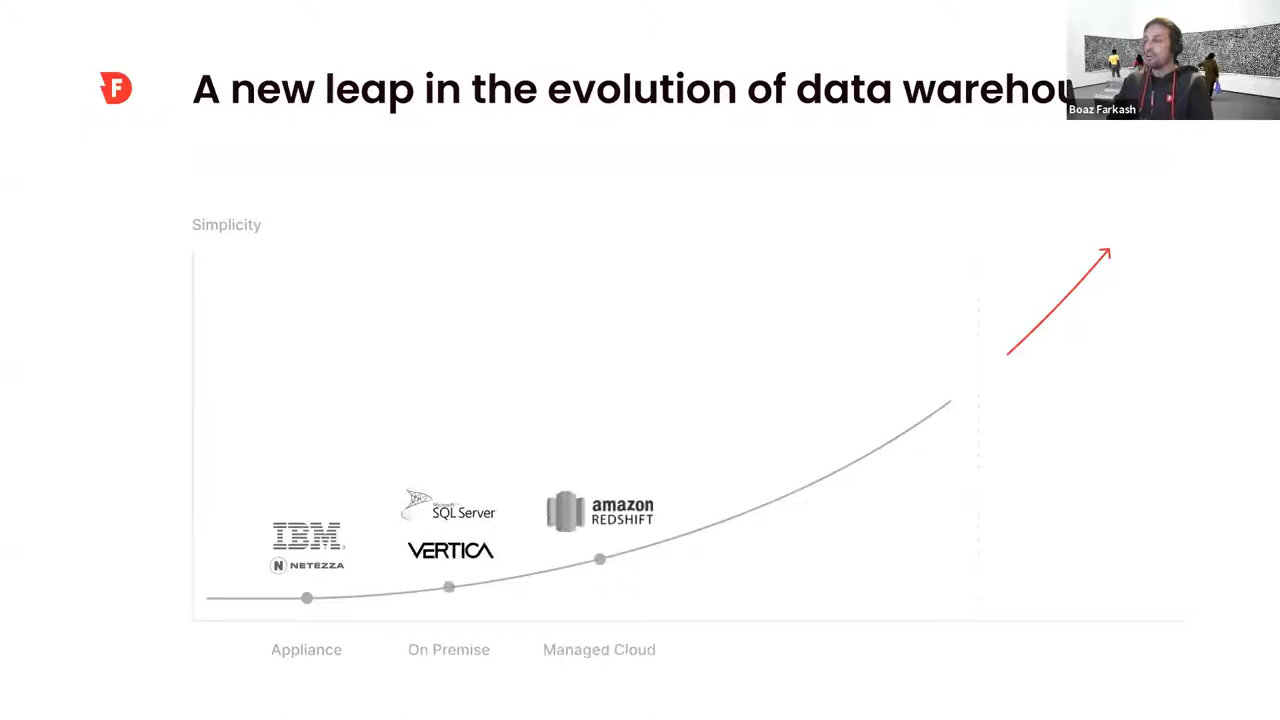 F
A new leap in the evolution of data warehou
Boaz Farkash
Simplicity
Microsoft
SQL Server
VERTICA
IBM
N NETEZZA
amazon
REDSHIFT
Appliance
On Premise
Managed Cloud